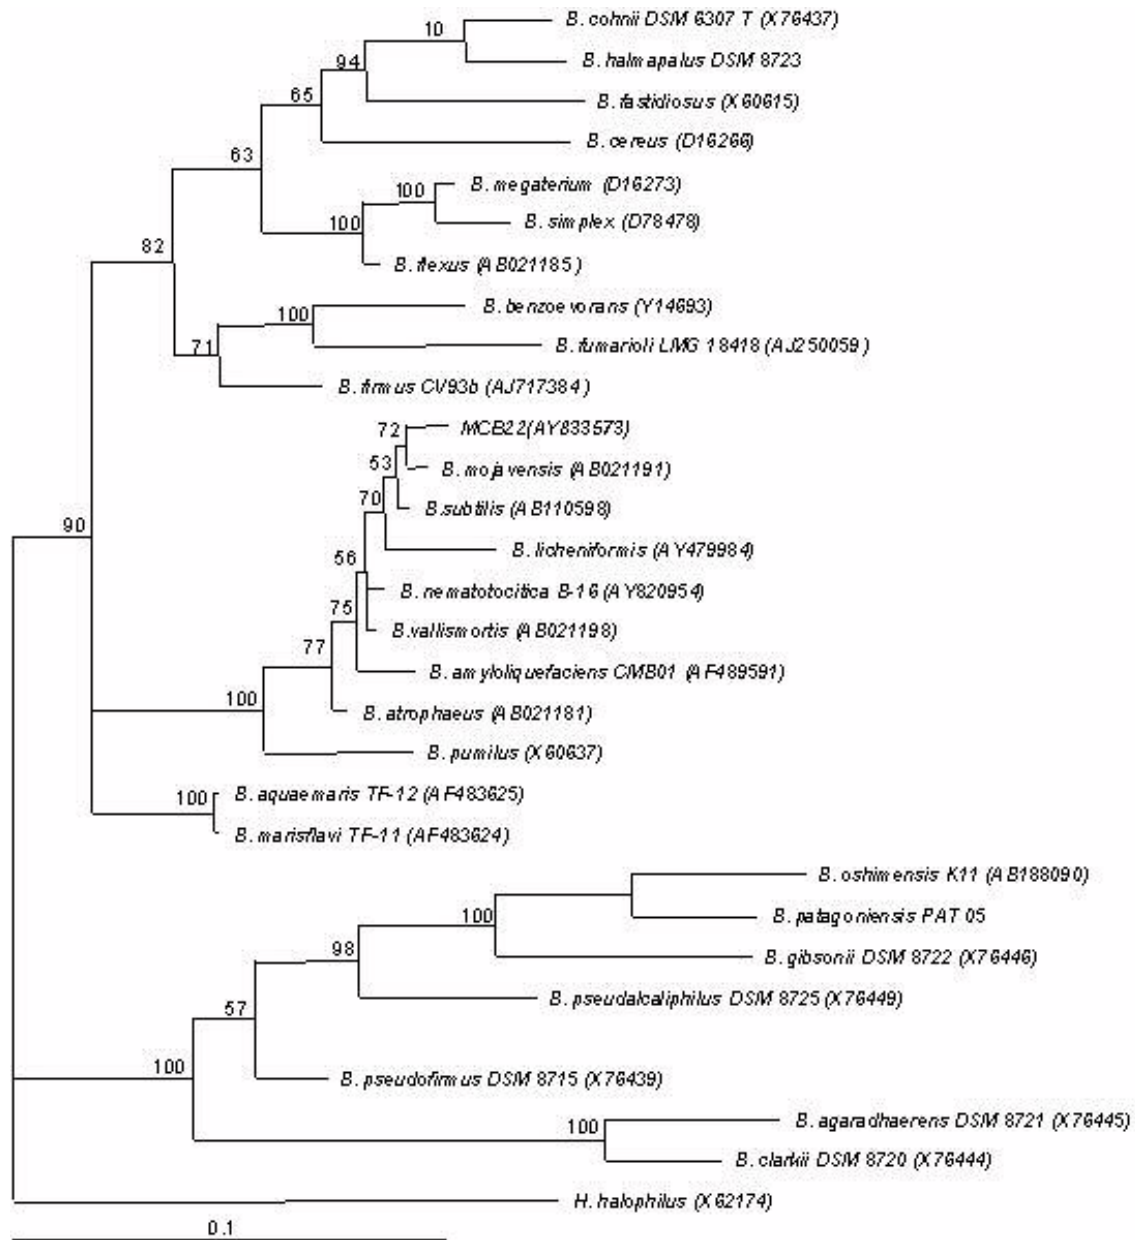 10
B. cohnii DSM 6307 T (X76437)
B. halmapalus DSM 8723
94
B. fastidiosus (X60615)
65
B. cereus (D16266)
63
B. megaterium (D16273)
100
B. simplex (D78478)
100
B. flexus (AB021185)
82
B. benzoevorans (Y14693)
100
B. fumarioli LMG 18418 (AJ250059)
71
B. firmus CV93b (AJ717384)
MCB22(AY833573)
72
B. mojavensis (AB021191)
53
B.subtilis (AB110598)
70
B. licheniformis (AY479984)
56
B. nematotocitica B-16 (AY820954)
75
B.vallismortis (AB021198)
77
B. amyloliquefaciens CMB01 (AF489591)
100
B. atrophaeus (AB021181)
B. pumilus (X60637)
90
B. aquaemaris TF-12 (AF483625)
100
B. marisflavi TF-11 (AF483624)
B. oshimensis K11 (AB188090)
100
B. patagoniensis PAT 05
98
B. gibsonii DSM 8722 (X76446)
B. pseudalcaliphilus DSM 8725 (X76449)
57
100
B. pseudofirmus DSM 8715 (X76439)
B. agaradhaerens DSM 8721 (X76445)
100
B. clarkii DSM 8720 (X76444)
H. halophilus (X62174)
0.1